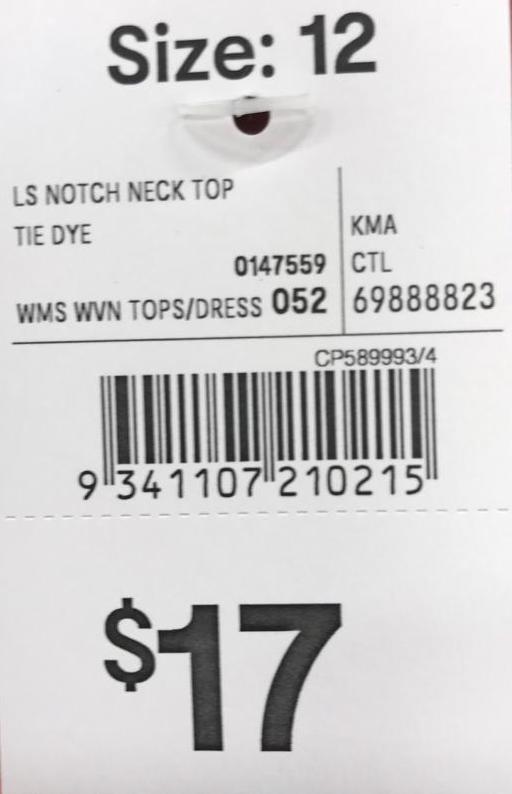 Size: 12
LS NOTCH NECK TOP
TIE DYE
0147559
WMS WVN TOPS/DRESS 052
KMA
CTL
69888823
CP589993/4
9 341107 210215
$17